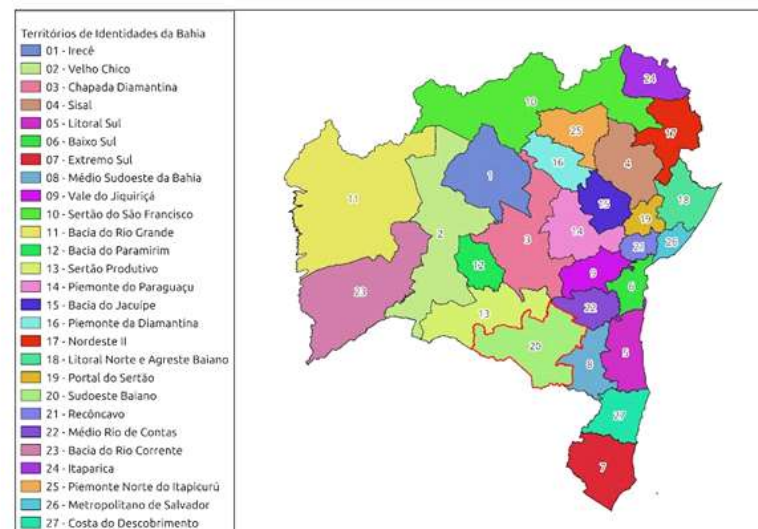 Territórios de Identidades da Bahia
01 - Irecê
02 - Velho Chico
03 - Chapada Diamantina
04 - Sisal
05 - Litoral Sul
06 - Baixo Sul
07 - Extremo Sul
08 - Médio Sudoeste da Bahia
09 - Vale do Jiquiriçá
10 - Sertão do São Francisco
11 - Bacia do Rio Grande
12 - Bacia do Paramirim
13 - Sertão Produtivo
14 - Piemonte do Paraguaçu
15 - Bacia do Jacuípe
16 - Piemonte da Diamantina
17 - Nordeste II
18 - Litoral Norte e Agreste Baiano
19 - Portal do Sertão
20 - Sudoeste Baiano
21 - Recôncavo
22 - Médio Rio de Contas
23 - Bacia do Rio Corrente
24 - Itaparica
25 - Piemonte Norte do Itapicurú
26 - Metropolitano de Salvador
27 - Costa do Descobrimento
24
10
17
25
16
4
1
18
15
11
19
14
3
2
21
26
12
9
6
23
22
13
20
5
8
27
7